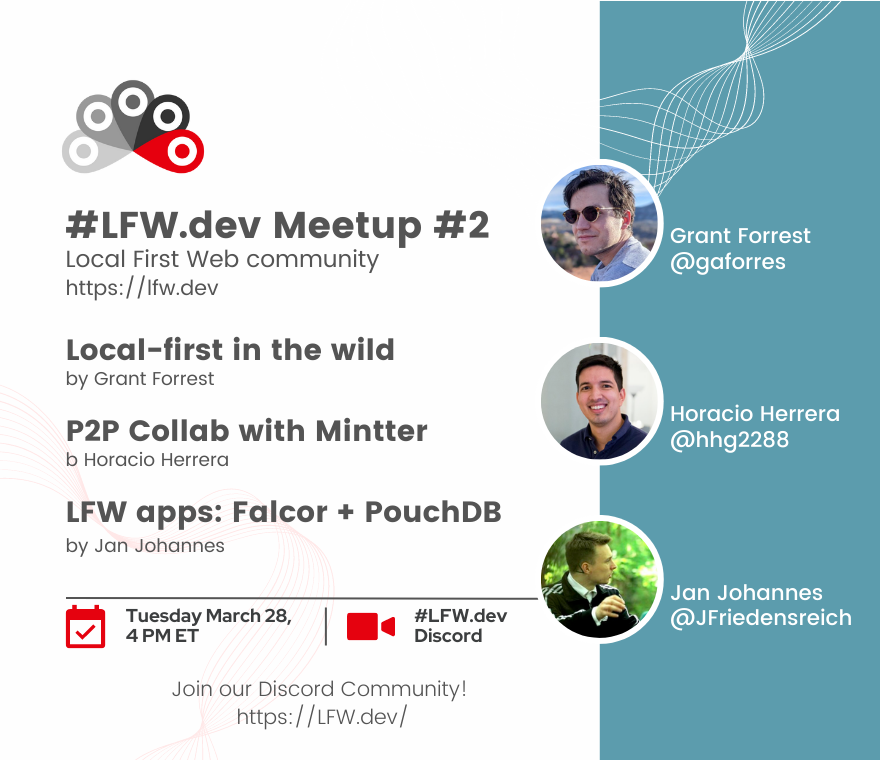 #LFW.dev Meetup #2
Local First Web community
https://lfw.dev
Local-first in the wild
by Grant Forrest
P2P Collab with Mintter
b Horacio Herrera
LFW apps: Falcor + PouchDB
by Jan Johannes
Tuesday March 28,
4 PM ET
#LFW.dev
Discord
Join our Discord Community!
https://LFW.dev/
Grant Forrest
@gaforres
Horacio Herrera
@hhg2288
Jan Johannes
@JFriedensreich